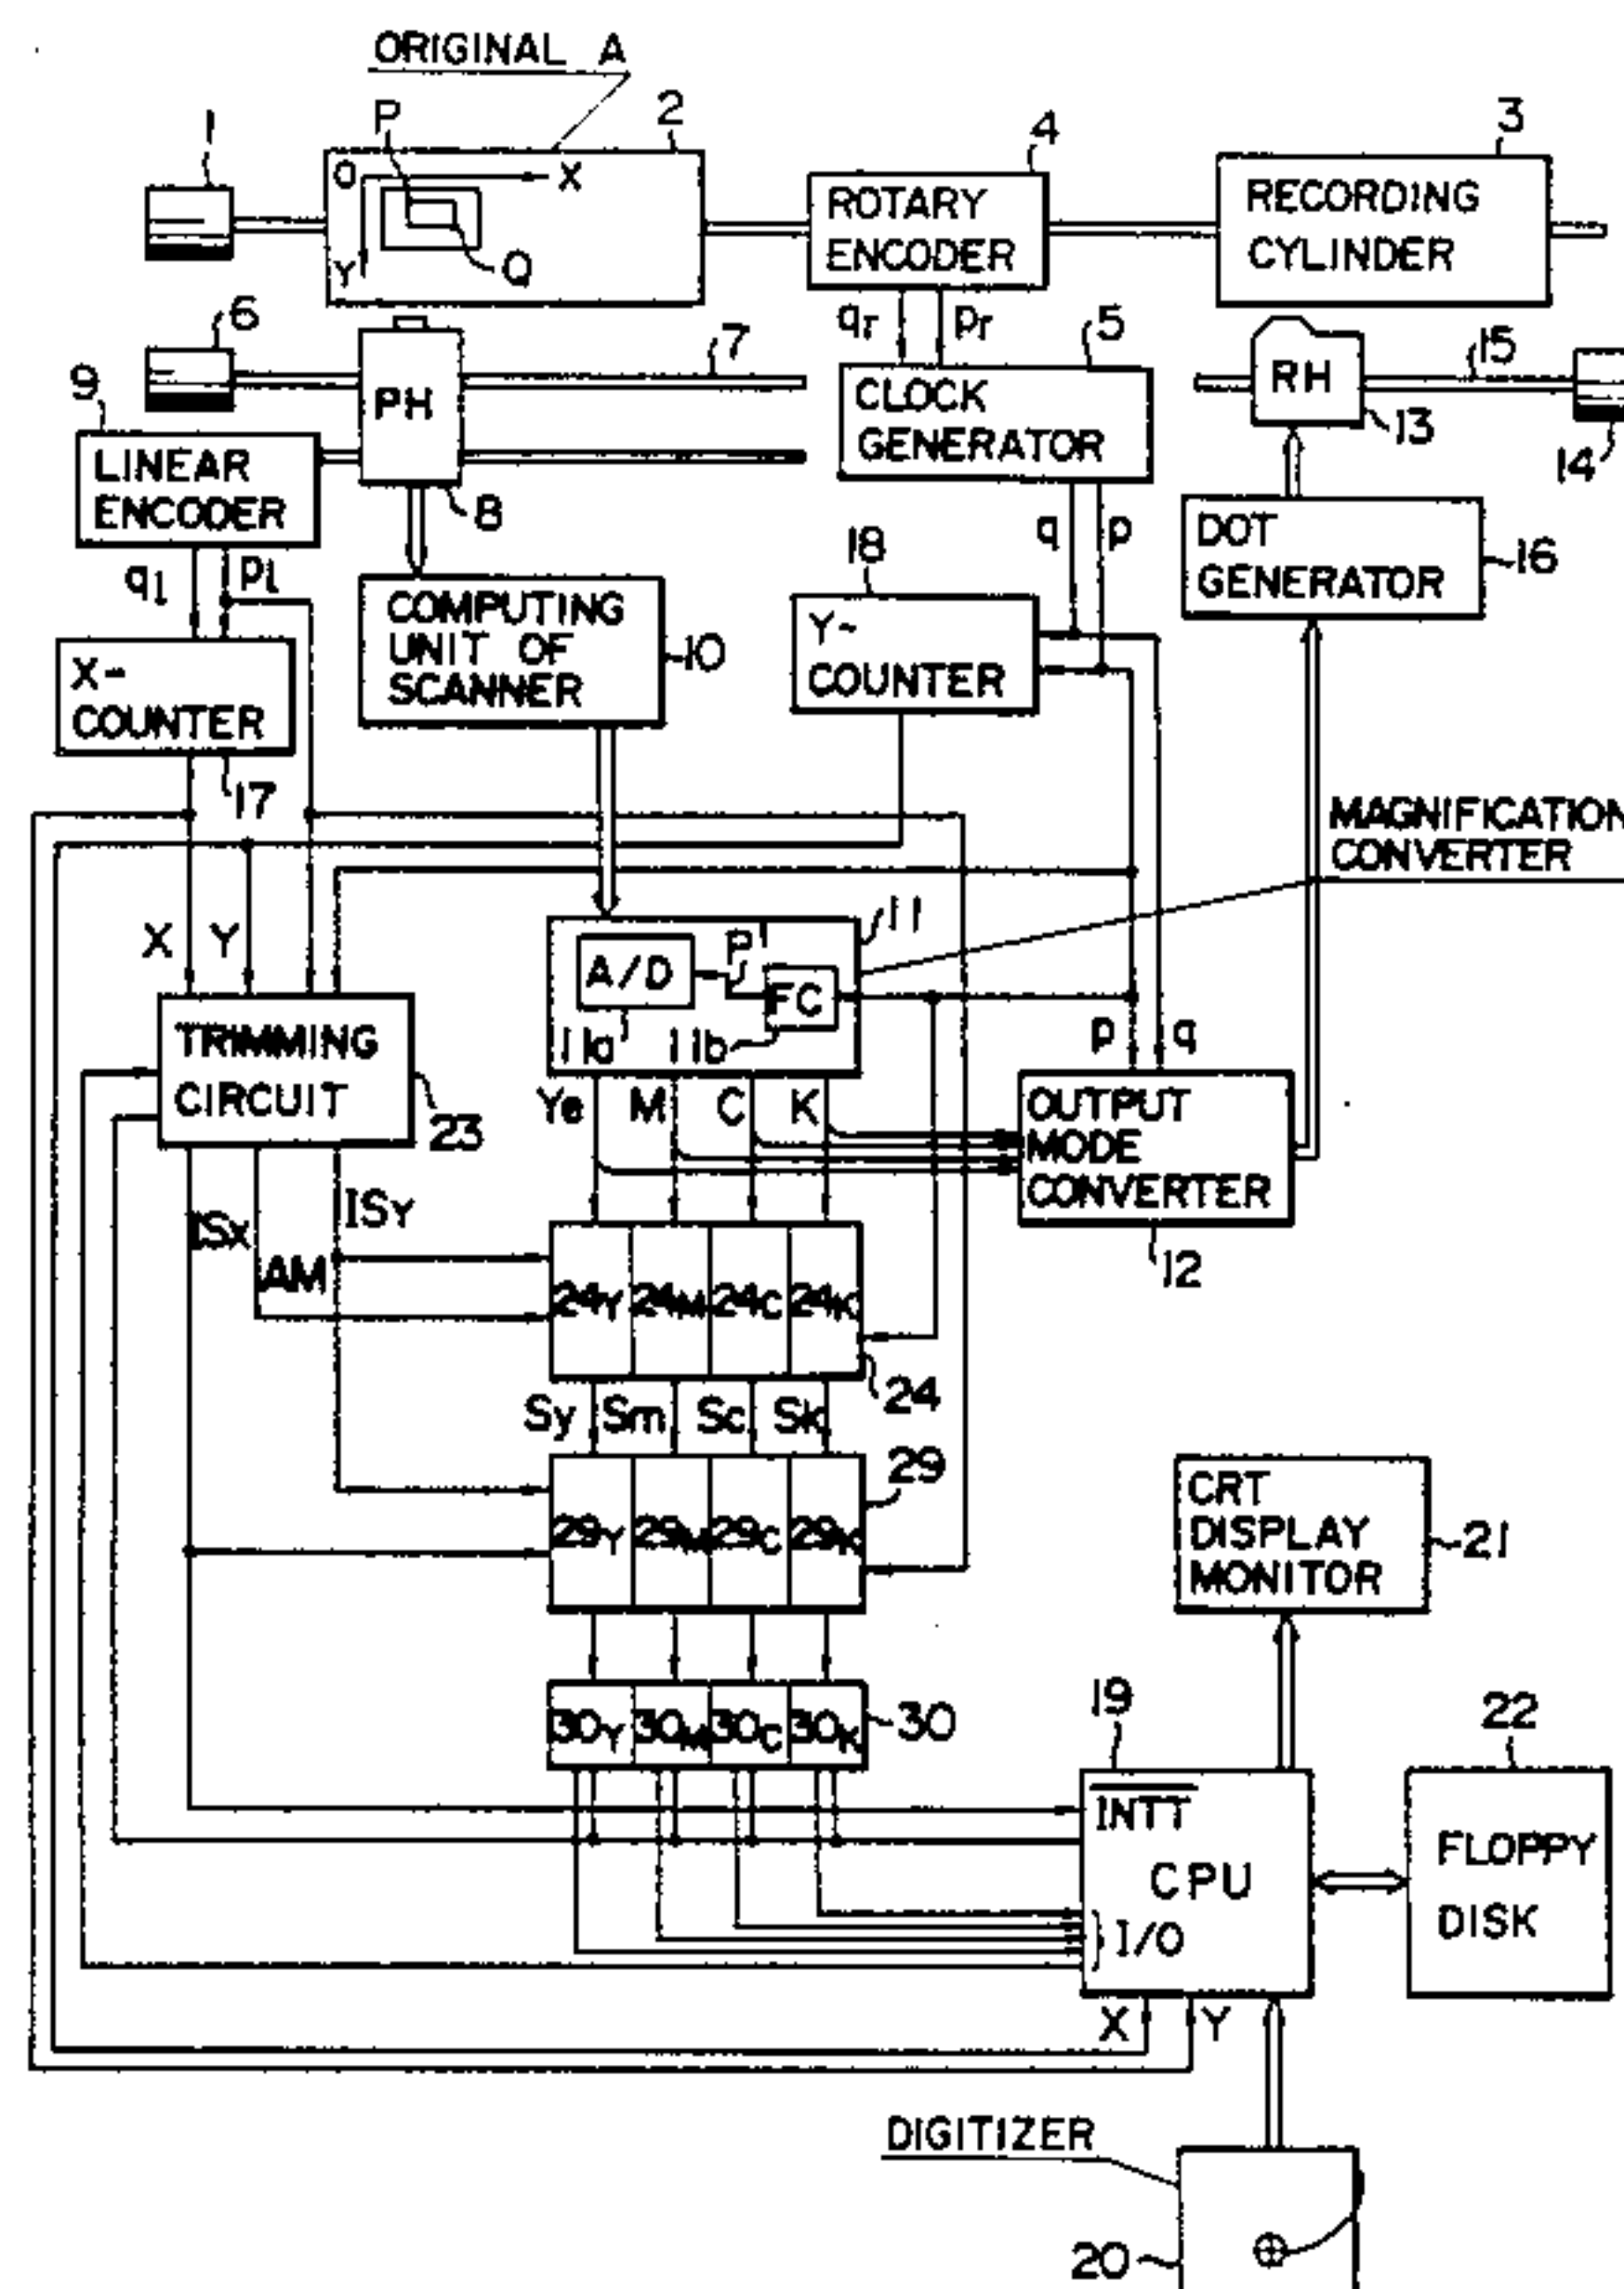 ORIGINAL A
1
P
2
4
3
O
X
Y
Q
ROTARY
ENCODER
RECORDING
CYLINDER
6
7
qr
pr
5
9
PH
8
CLOCK
GENERATOR
RH
15
13
14
LINEAR
ENCODER
ql
pl
q
p
18
DOT
GENERATOR
16
COMPUTING
UNIT OF
SCANNER
10
Y-
COUNTER
X-
COUNTER
17
MAGNIFICATION
CONVERTER
X
Y
11
A/D
P'
FC
11a
11b
p
q
TRIMMING
CIRCUIT
23
Ye
M
C
K
OUTPUT
MODE
CONVERTER
12
ISx
ISY
AM
24Y
24M
24C
24K
24
Sy
Sm
Sc
Sk
29
29Y
29M
29C
29K
CRT
DISPLAY
MONITOR
21
30Y
30M
30C
30K
30
19
22
INTT
CPU
I/O
FLOPPY
DISK
X
Y
DIGITIZER
20